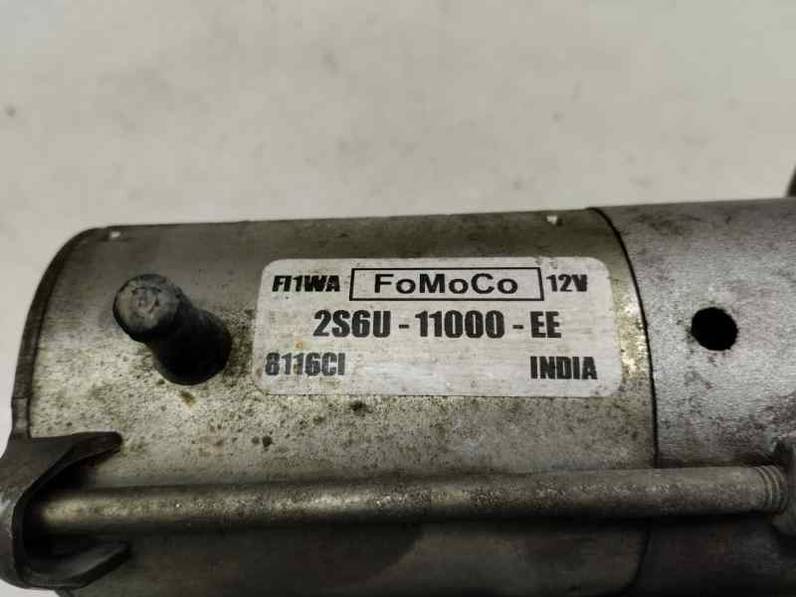 FI1WA FoMoCo 12V
2S6U - 11000 - EE
8116CI INDIA